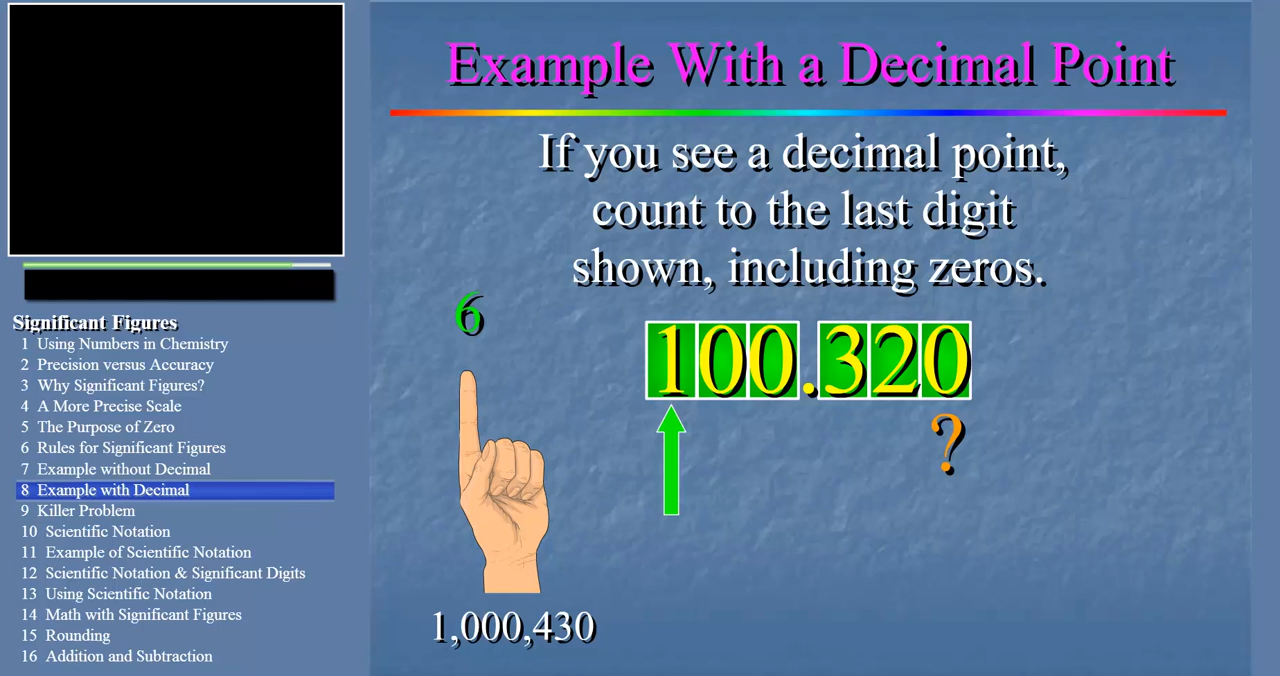 Significant Figures
1 Using Numbers in Chemistry
2 Precision versus Accuracy
3 Why Significant Figures?
4 A More Precise Scale
5 The Purpose of Zero
6 Rules for Significant Figures
7 Example without Decimal
8 Example with Decimal
9 Killer Problem
10 Scientific Notation
11 Example of Scientific Notation
12 Scientific Notation & Significant Digits
13 Using Scientific Notation
14 Math with Significant Figures
15 Rounding
16 Addition and Subtraction
Example With a Decimal Point
If you see a decimal point,
count to the last digit
shown, including zeros.
6
100.320
?
1,000,430